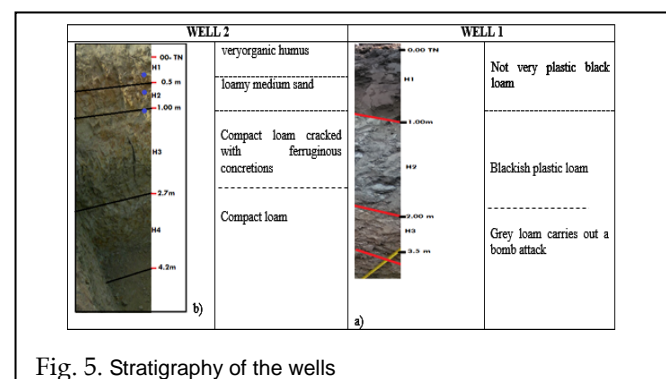 WELL 2
WELL 1
00- TN
H1
0.5 m
H2
1.00 m
H3
2.7m
H4
4.2m
b)
veryorganic humus
loamy medium sand
Compact loam cracked
with ferruginous
concretions
Compact loam
0.00 TN
H1
1.00m
H2
2.00 m
H3
3.5 m
a)
Not very plastic black
loam
Blackish plastic loam
Grey loam carries out a
bomb attack
Fig. 5. Stratigraphy of the wells